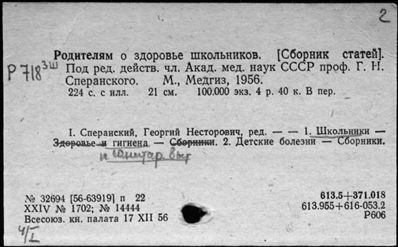 2
Родителям о здоровье школьников. [Сборник статей].
Р 718 3ш Под ред. действ. чл. Акад. мед. наук СССР проф. Г. Н.
Сперанского. М., Медгиз, 1956.
224 с. с илл. 21 см. 100.000 экз. 4 р. 40 к. В пер.
I. Сперанский, Георгий Несторович, ред. — — 1. Школьники —
Здоровье и гигиена — Сборники. 2. Детские болезни — Сборники.
и санитар.
№ 32694 [56-63919] п 22
613.5+371.018
XXIV № 1702; № 14444
613.955+616-053.2
Всесоюз. кн. палата 17 XII 56
Р606
4/I